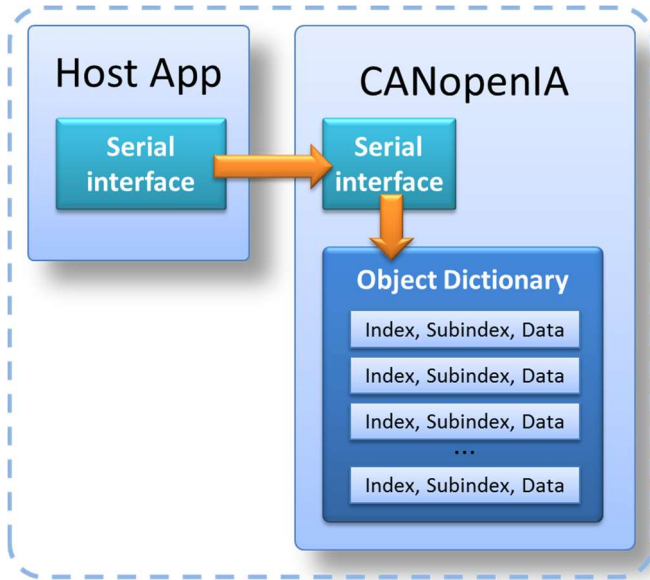 Host App
Serial
interface
CANopenIA
Serial
interface
Object Dictionary
Index, Subindex, Data
Index, Subindex, Data
Index, Subindex, Data
...
Index, Subindex, Data